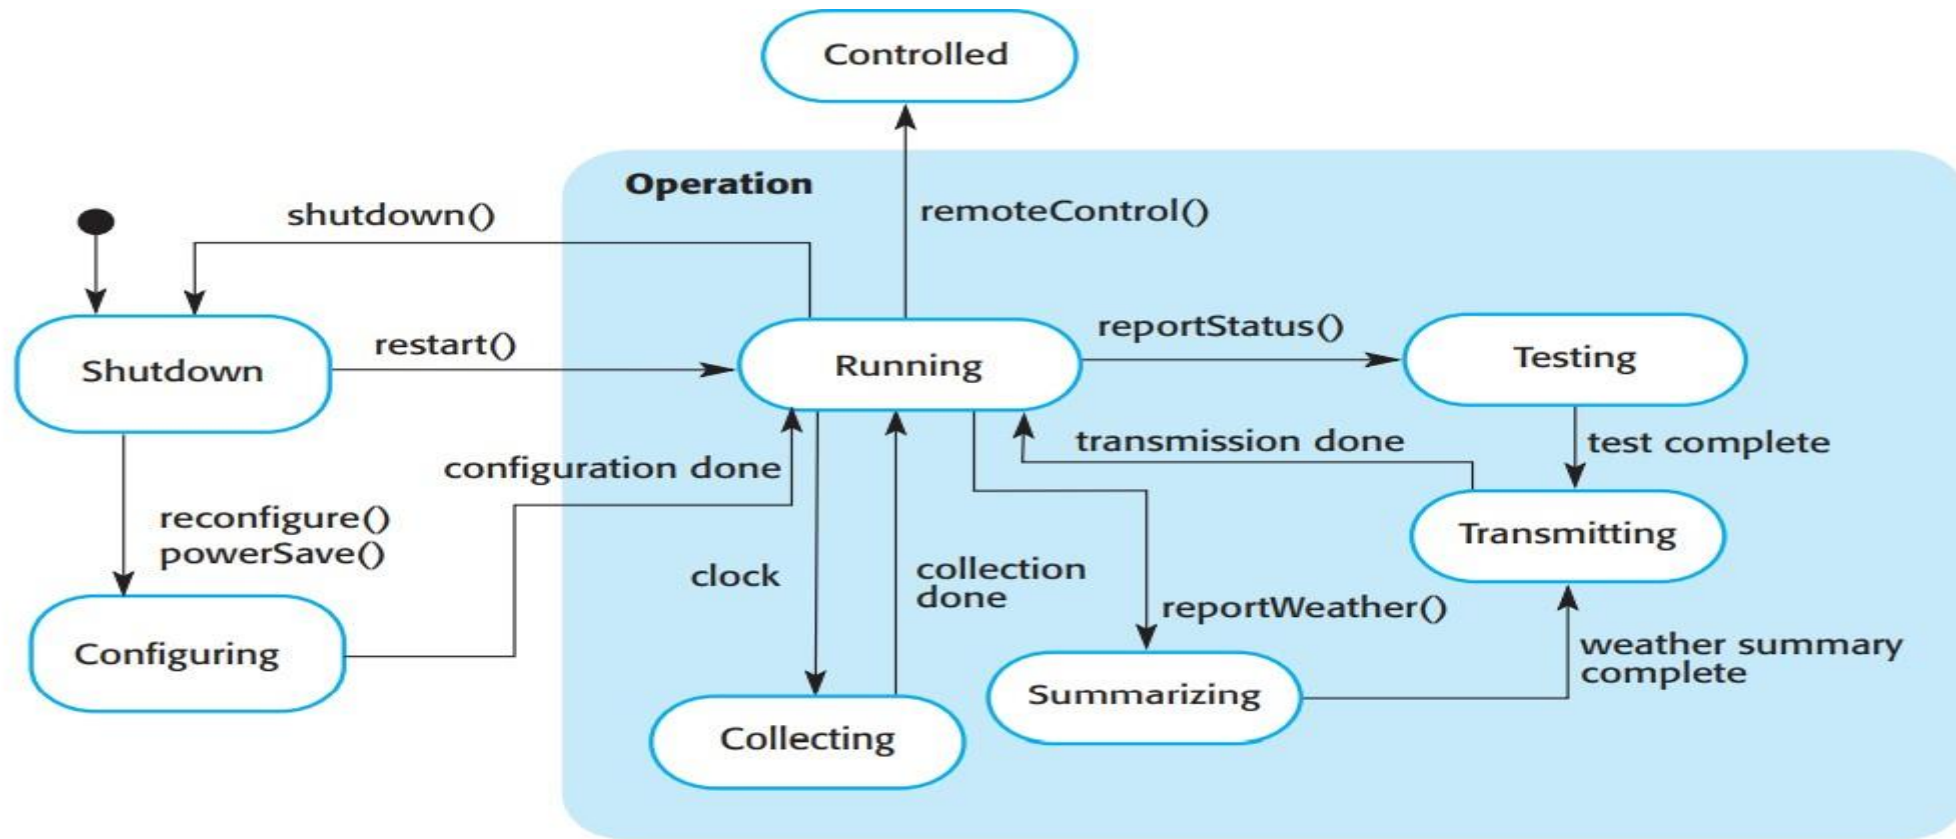 Controlled
Operation
shutdown()
remoteControl()
Shutdown
restart()
Running
reportStatus()
Testing
configuration done
transmission done
test complete
reconfigure()
powerSave()
Transmitting
clock
collection
done
reportWeather()
Configuring
Summarizing
weather summary
complete
Collecting